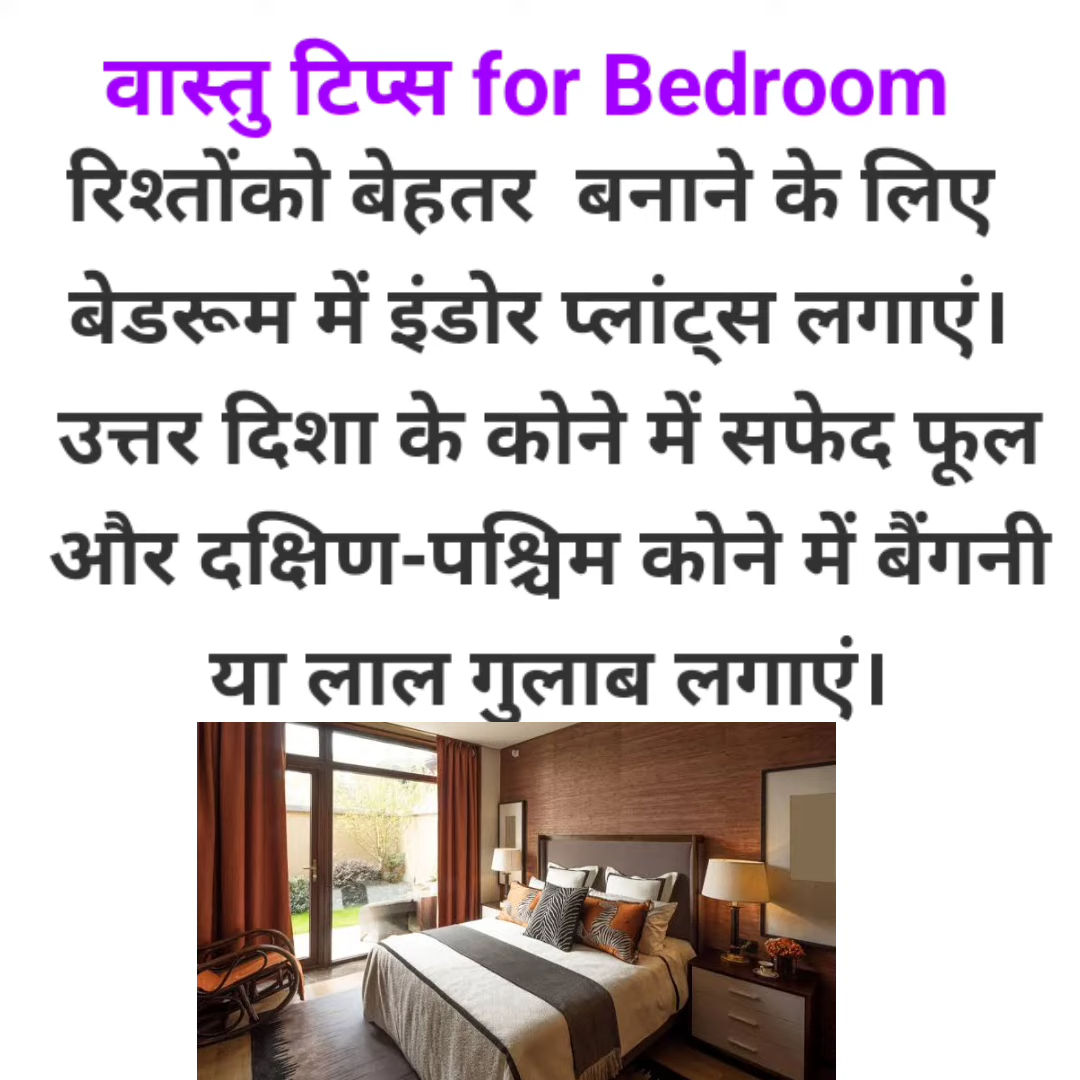 वास्तु टिप्स for Bedroom
रिश्तोंको बेहतर बनाने के लिए
बेडरूम में इंडोर प्लांट्स लगाएं।
उत्तर दिशा के कोने में सफेद फूल
और दक्षिण-पश्चिम कोने में बैंगनी
या लाल गुलाब लगाएं।